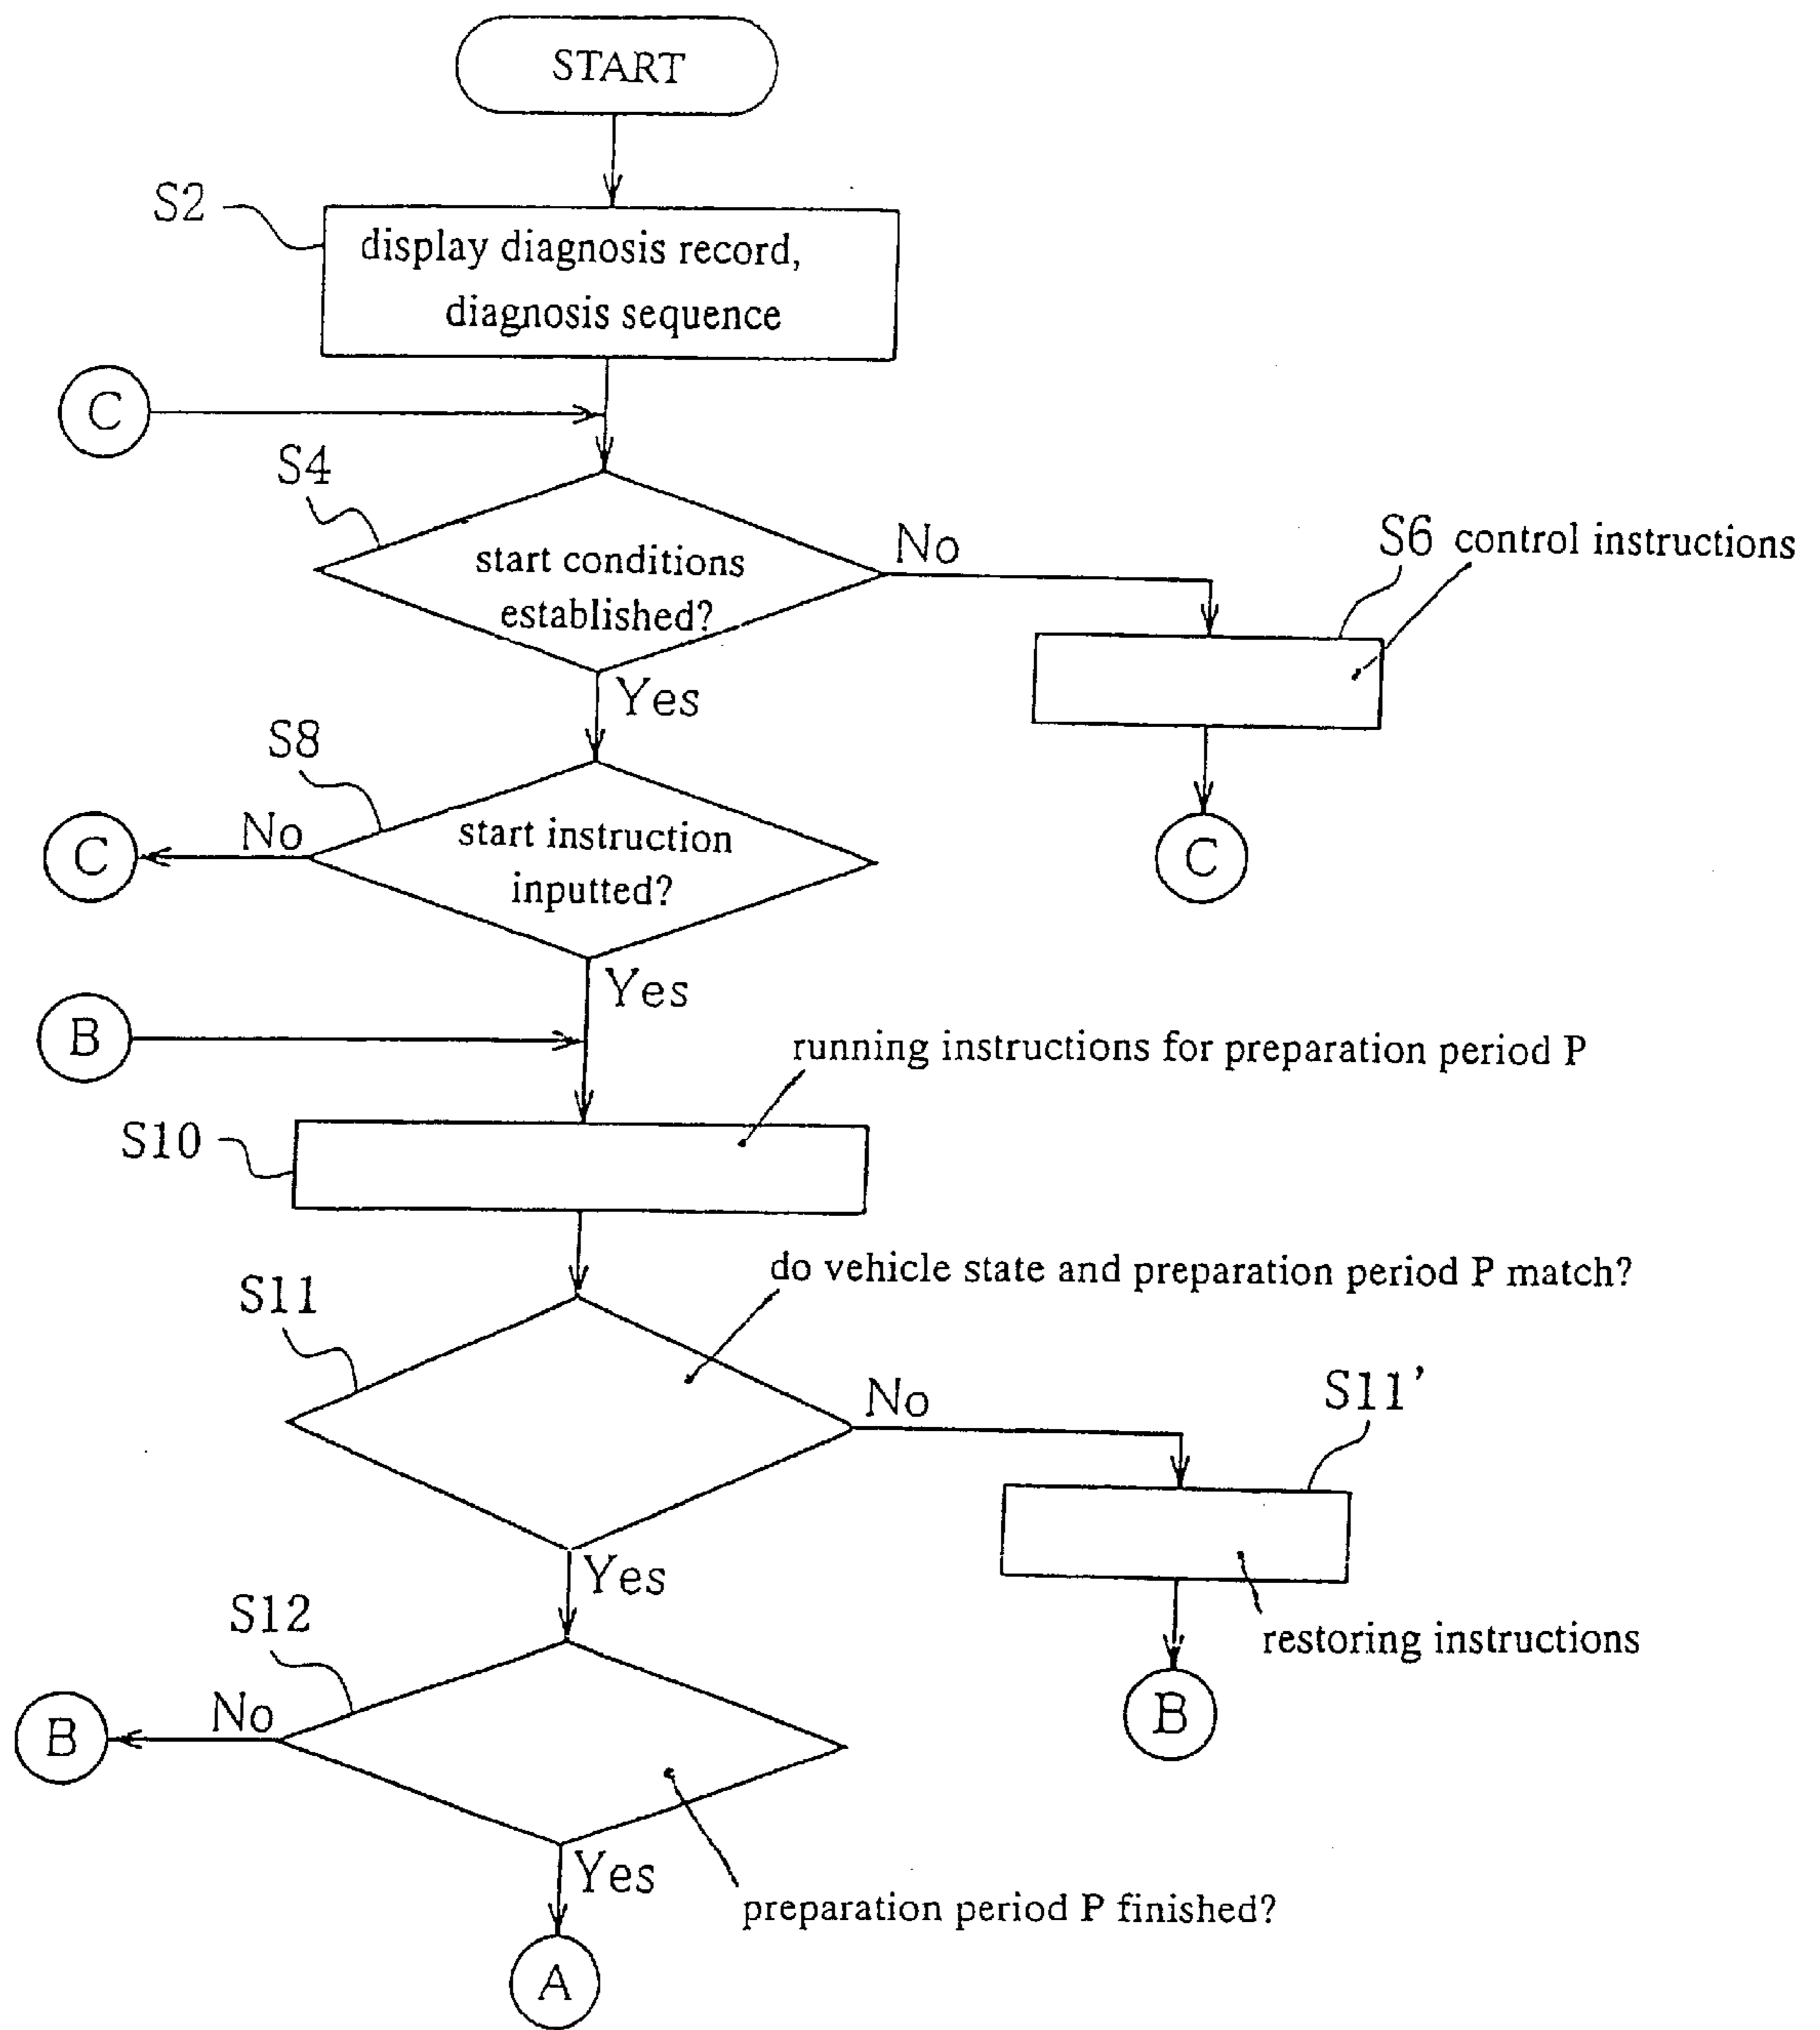 START
S2
display diagnosis record,
diagnosis sequence
C
S4
start conditions
established?
No
S6 control instructions
Yes
S8
C
No
start instruction
inputted?
C
Yes
B
running instructions for preparation period P
S10
do vehicle state and preparation period P match?
S11
No
S11'
Yes
restoring instructions
S12
B
No
B
Yes
preparation period P finished?
A